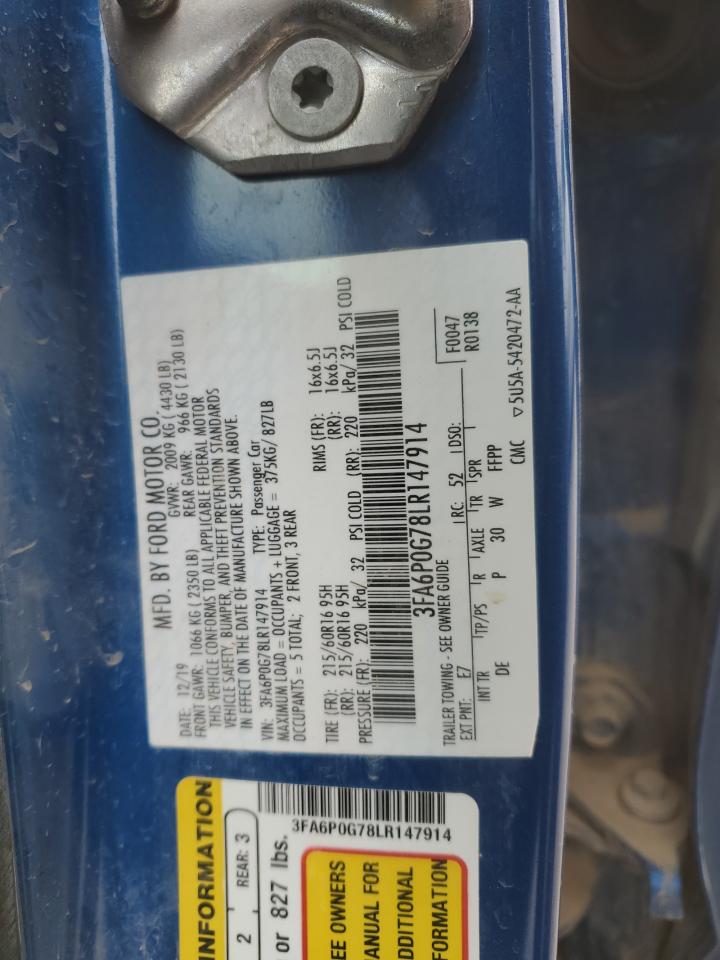 MFD. BY FORD MOTOR CO.
DATE: 12/19 GVWR: 2009 KG ( 4430 LB)
FRONT GAWR: 1066 KG ( 2350 LB) REAR GAWR: 966 KG ( 2130 LB)
THIS VEHICLE CONFORMS TO ALL APPLICABLE FEDERAL MOTOR
VEHICLE SAFETY, BUMPER, AND THEFT PREVENTION STANDARDS
IN EFFECT ON THE DATE OF MANUFACTURE SHOWN ABOVE.
VIN: 3FA6P0G78LR147914 TYPE: Passenger Car
MAXIMUM LOAD = OCCUPANTS + LUGGAGE = 375KG/ 827LB
OCCUPANTS = 5 TOTAL; 2 FRONT, 3 REAR
TIRE (FR): 215/60R16 95H RIMS (FR): 16x6.5J
(RR): 215/60R16 95H (RR): 16x6.5J
PRESSURE (FR): 220 kPa/ 32 PSI COLD (RR): 220 kPa/ 32 PSI COLD
3FA6P0G78LR147914
TRAILER TOWING - SEE OWNER GUIDE
F0047
EXT PNT: E7 RC: 52 DSO: R0138
INT TR TP/PS R AXLE TR SPR
DE P 30 W FFPP
CMC ▽5U5A-5420472-AA
INFORMATION
2 REAR: 3
or 827 lbs.
3FA6P0G78LR147914
EE OWNERS
ANUAL FOR
DDITIONAL
FORMATION